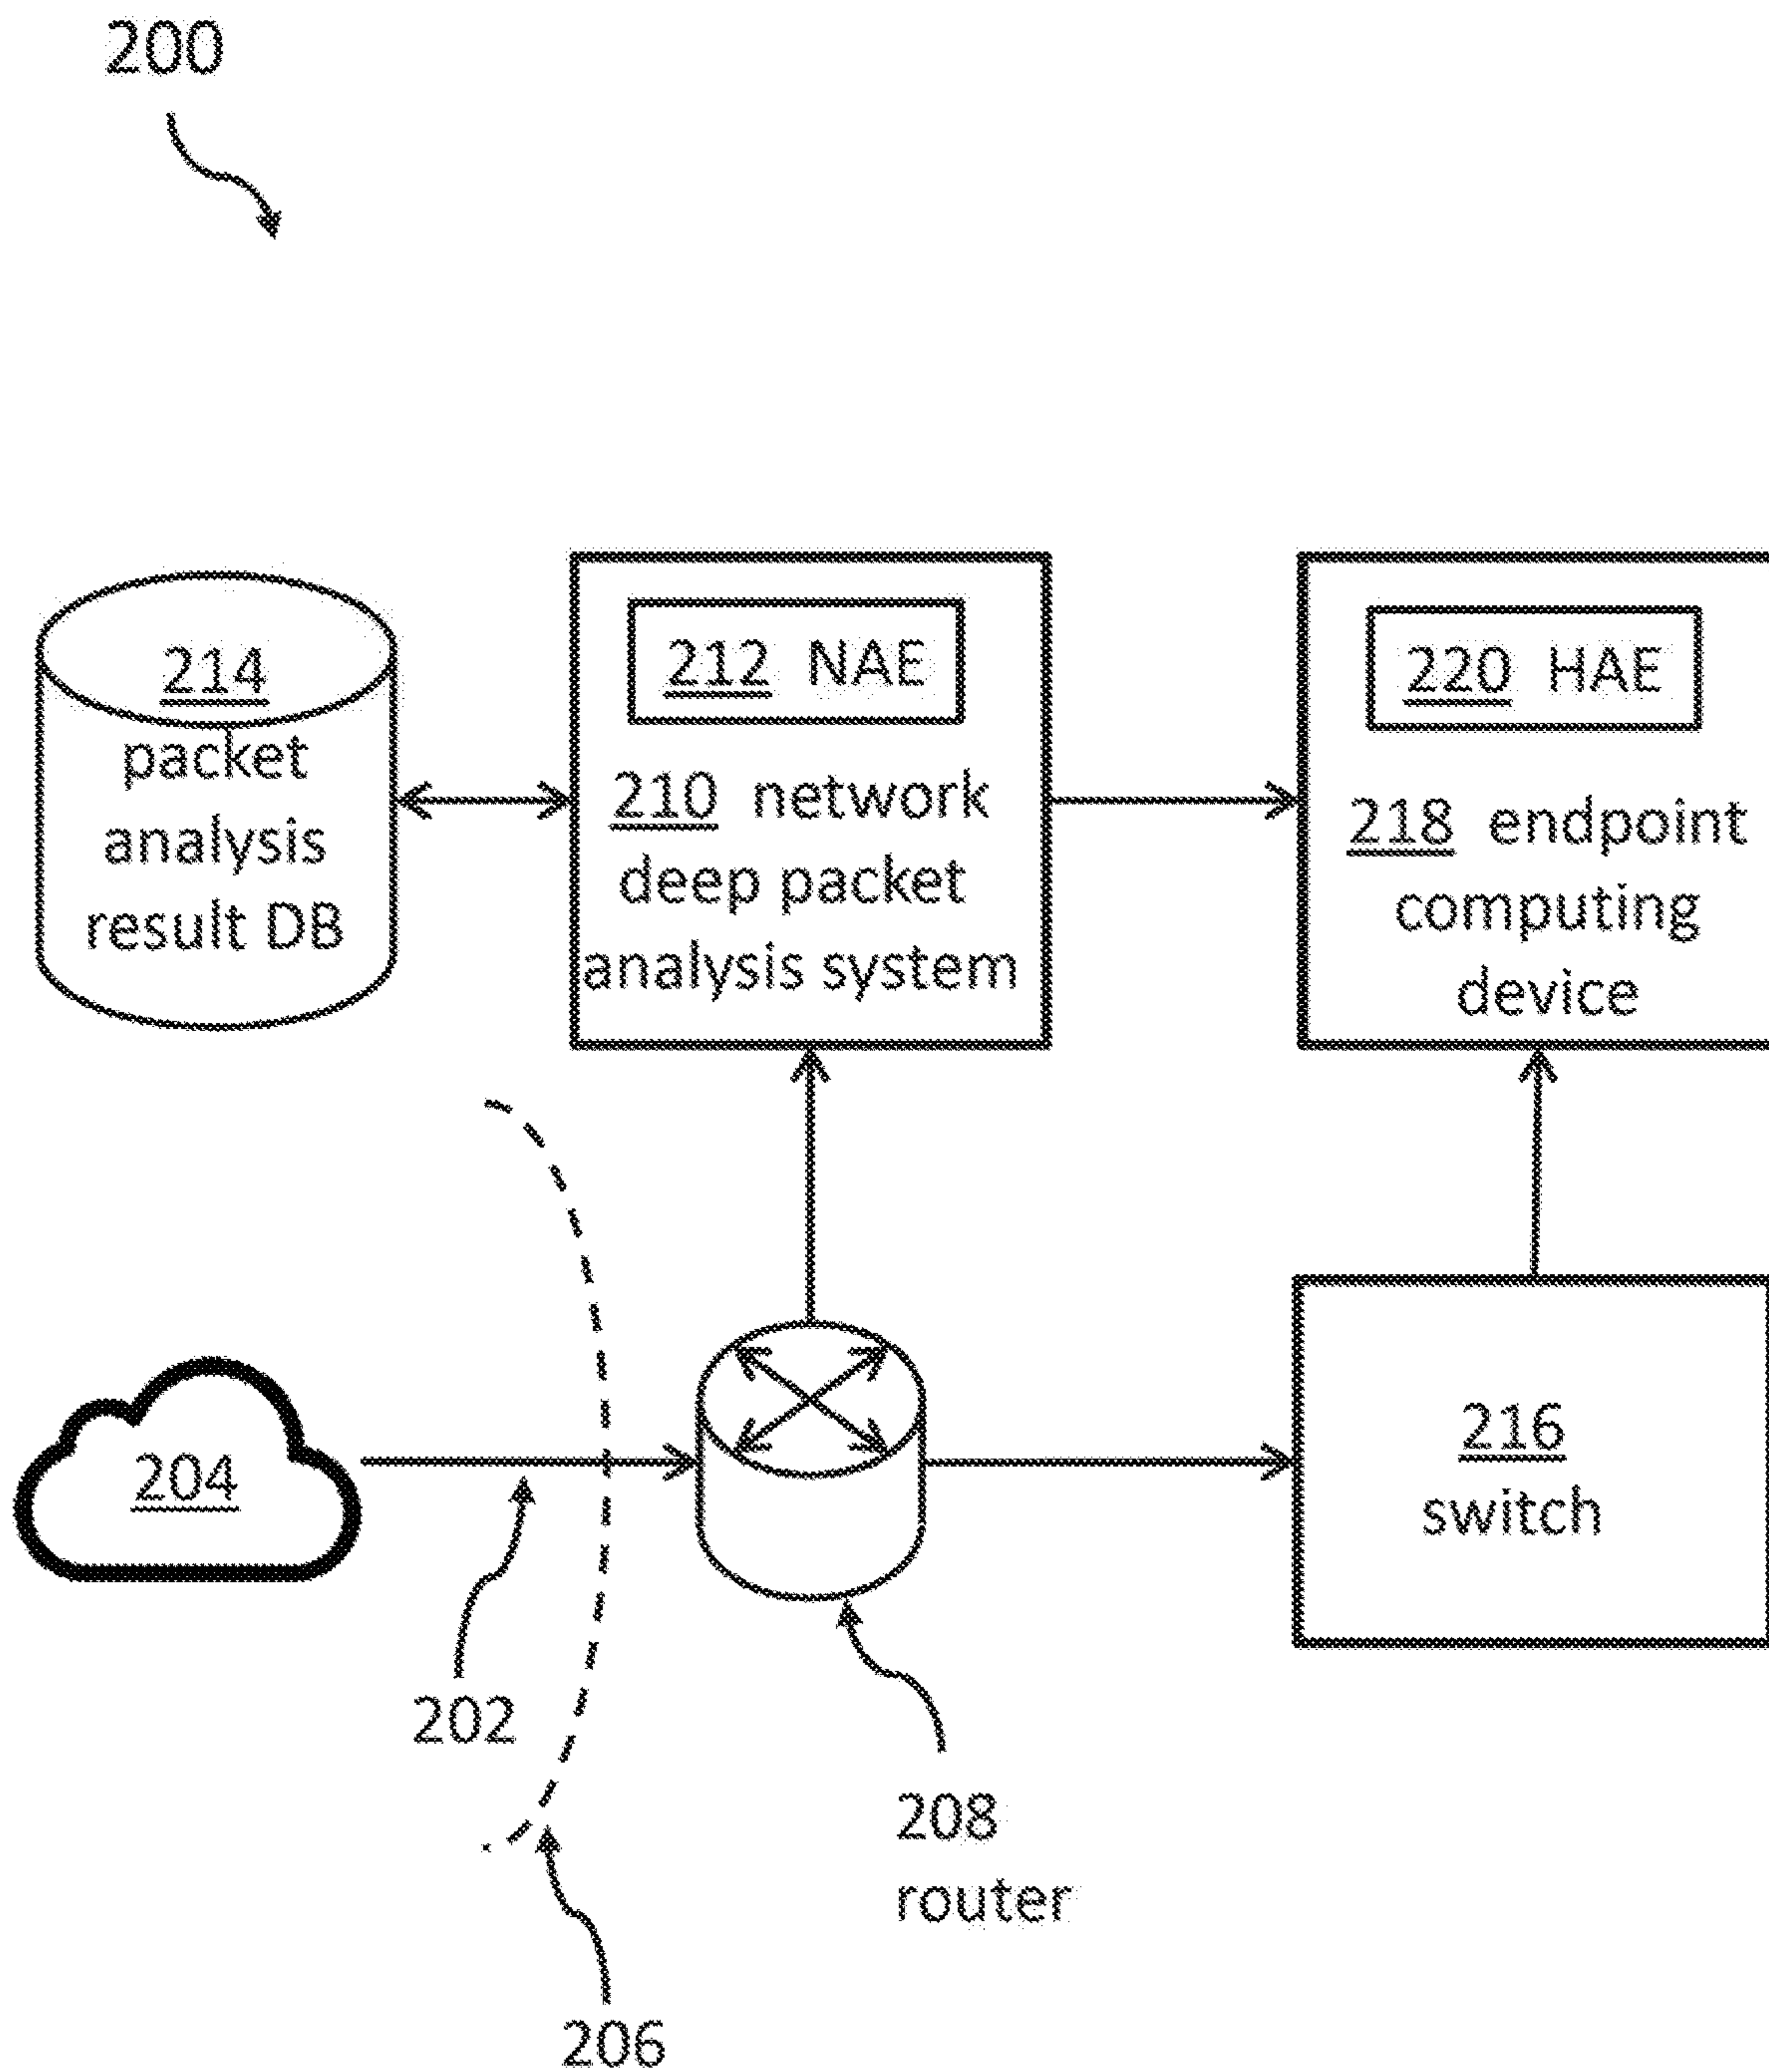 200
214
packet
analysis
result DB
212 NAE
210 network
deep packet
analysis system
220 HAE
218 endpoint
computing
device
204
202
206
208
router
216
switch